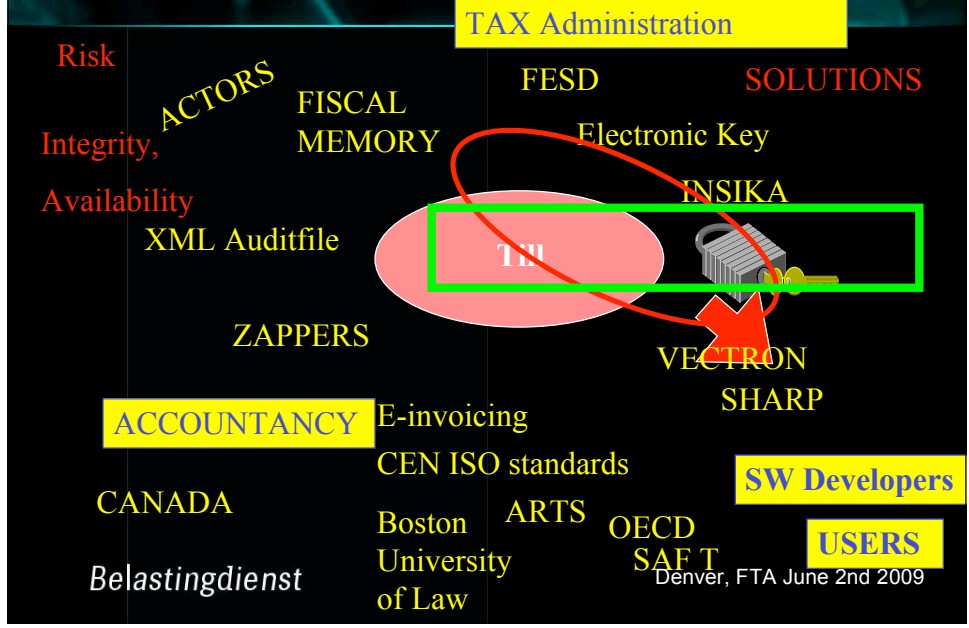 TAX Administration
Risk
ACTORS
FESD
SOLUTIONS
FISCAL
MEMORY
Electronic Key
Integrity,
Availability
INSIKA
XML Auditfile
Till
ZAPPERS
VECTRON
SHARP
ACCOUNTANCY
E-invoicing
CEN ISO standards
SW Developers
CANADA
ARTS
Boston
University
of Law
OECD
SAF T
USERS
Belastingdienst
Denver, FTA June 2nd 2009